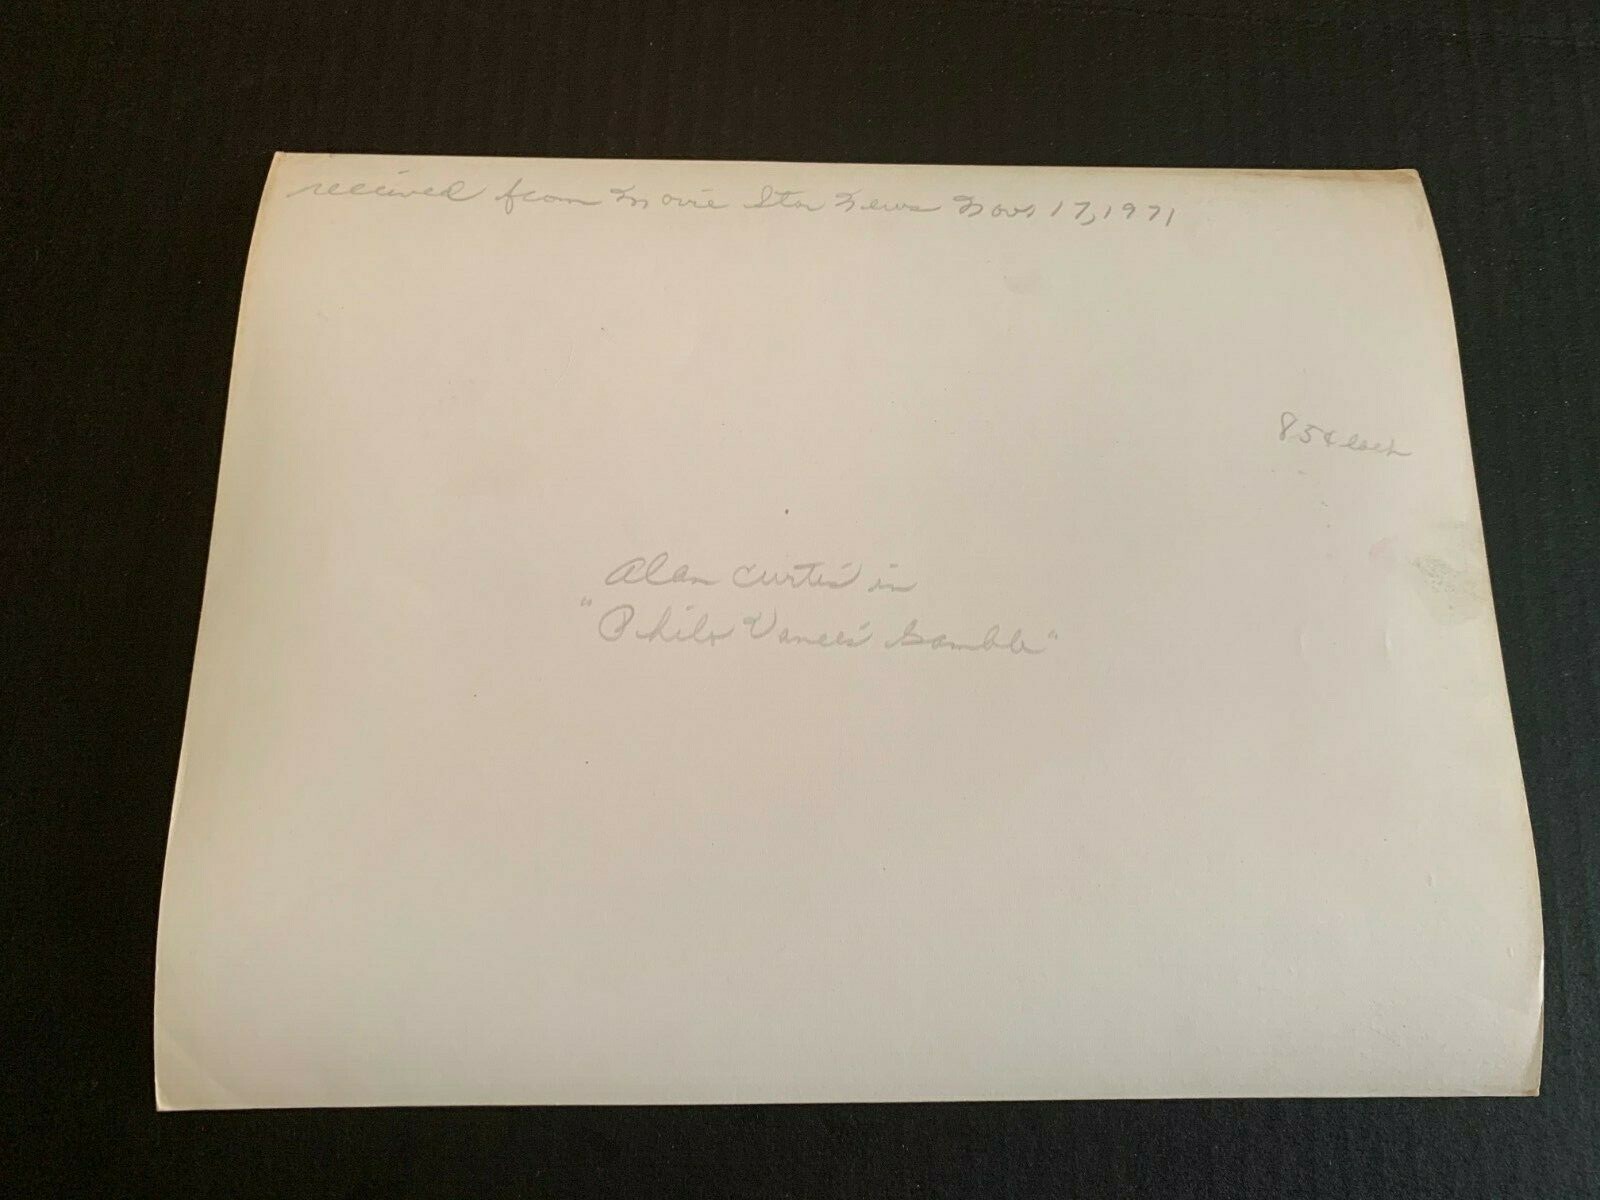 received from Movie Star News Nov. 17, 1971
85¢ each
Alan Curtis in
"Philo Vance's Gamble"